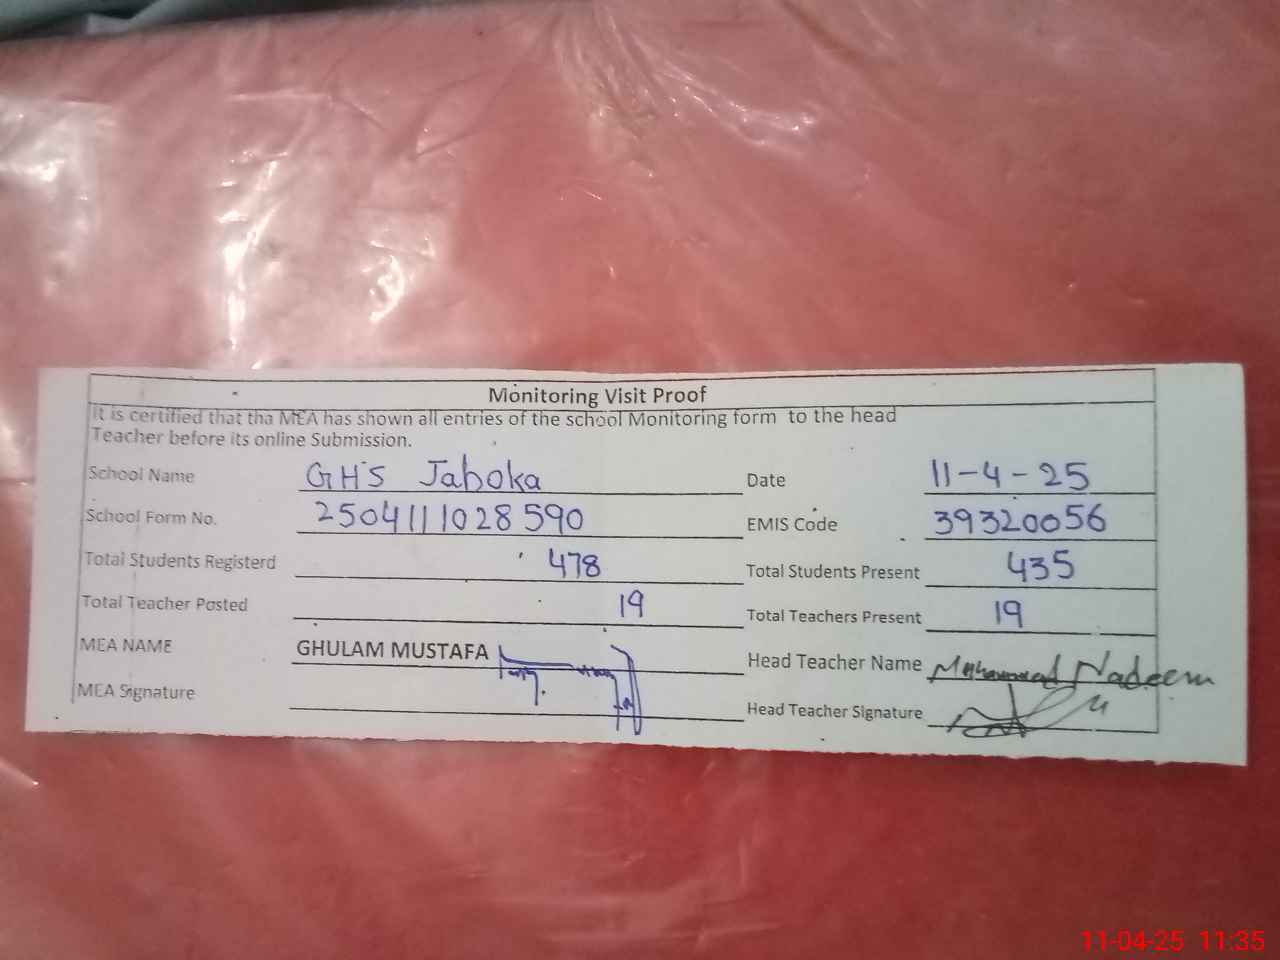 Monitoring Visit Proof
It is certified that tha MEA has shown all entries of the school Monitoring form to the head
Teacher before its online Submission.
School Name GHS Jaboka Date 11-4-25
School Form No. 2504111028590 EMIS Code 39320056
Total Students Registerd 478 Total Students Present 435
Total Teacher Posted 19 Total Teachers Present 19
MEA NAME GHULAM MUSTAFA Head Teacher Name Mohammad Nadeem
MEA Signature Head Teacher Signature
11-04-25 11:35